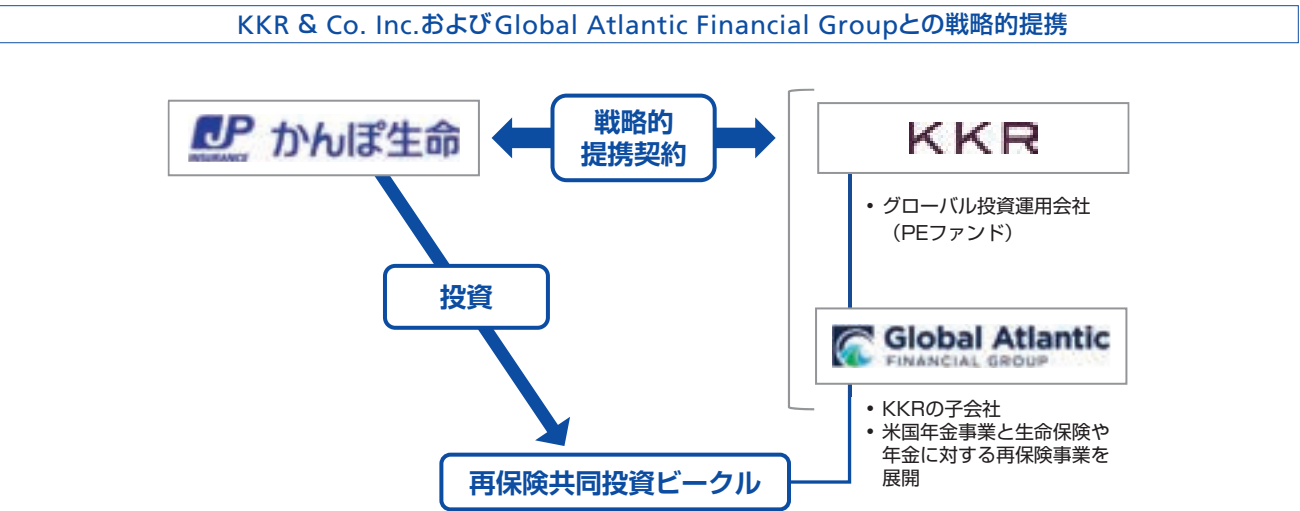 KKR & Co. Inc.およびGlobal Atlantic Financial Groupとの戦略的提携
JP
INSURANCE
かんぽ生命
戦略的
提携契約
KKR
• グローバル投資運用会社
（PEファンド）
投資
Global Atlantic
FINANCIAL GROUP
• KKRの子会社
• 米国年金事業と生命保険や
年金に対する再保険事業を
展開
再保険共同投資ビークル